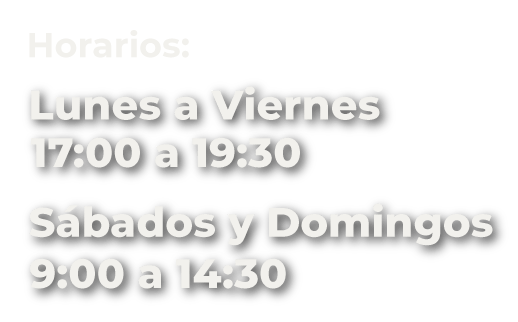 Horarios:
Lunes a Viernes
17:00 a 19:30
Sábados y Domingos
9:00 a 14:30